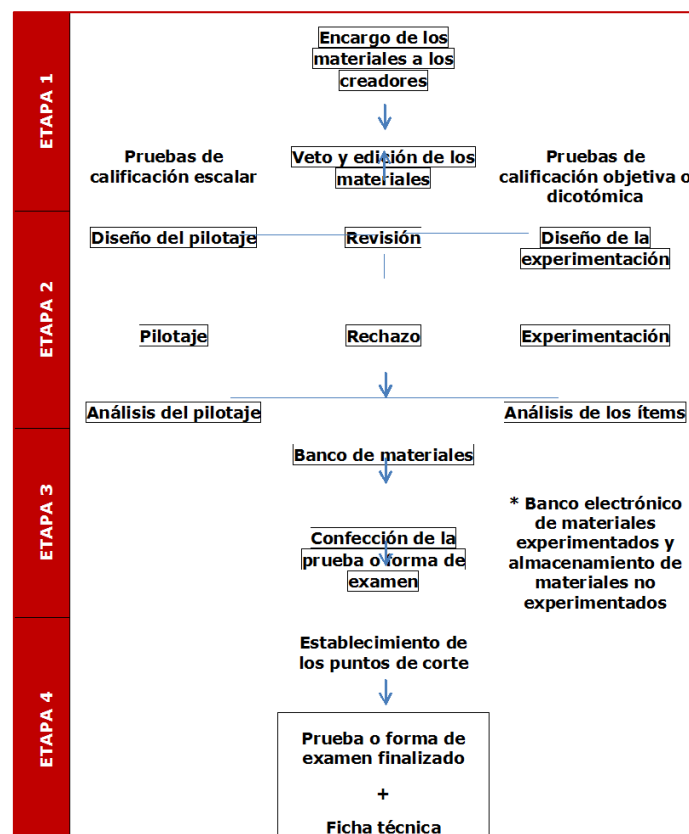 ETAPA 1
Encargo de los
materiales a los
creadores
Pruebas de
calificación escalar
Veto y edición de los
materiales
Pruebas de
calificación objetiva o
dicotómica
ETAPA 2
Diseño del pilotaje
Revisión
Diseño de la
experimentación
Pilotaje
Rechazo
Experimentación
Análisis del pilotaje
Análisis de los ítems
ETAPA 3
Banco de materiales
Confección de la
prueba o forma de
examen
* Banco electrónico
de materiales
experimentados y
almacenamiento de
materiales no
experimentados
ETAPA 4
Establecimiento de
los puntos de corte
Prueba o forma de
examen finalizado
+
Ficha técnica